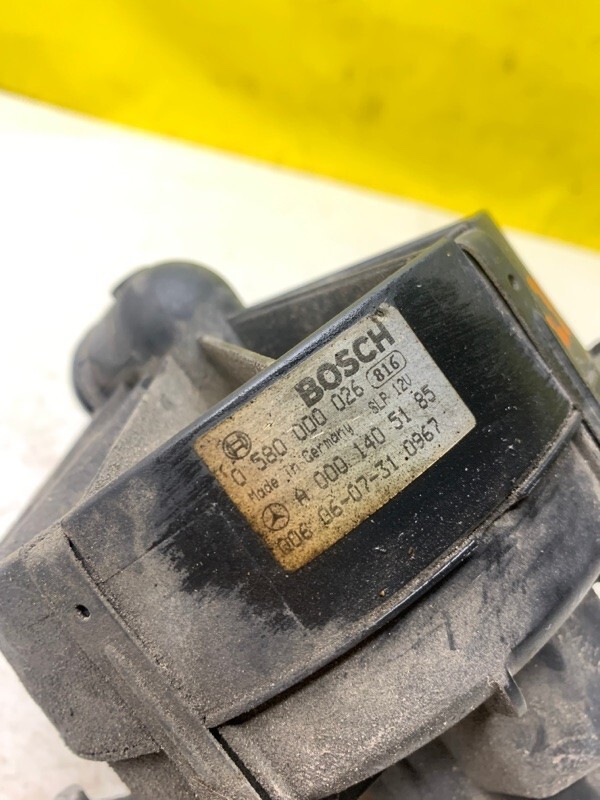 BOSCH
0 580 000 026 816
Made in Germany SLP 12V
A 000 140 51 85
Q06 06-07-31 0967